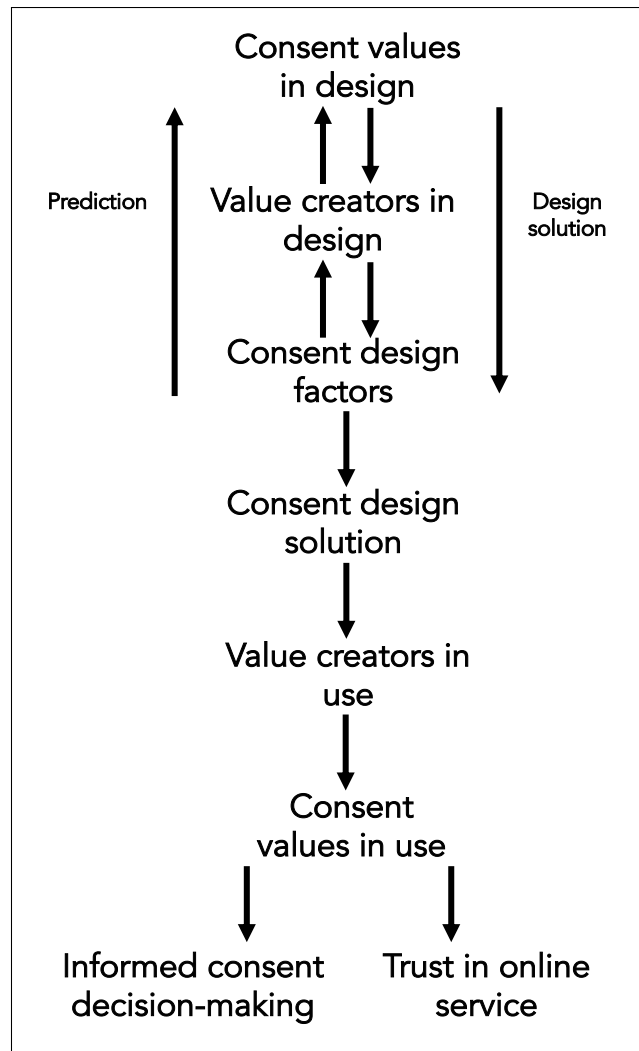 Consent values
in design
Prediction
Value creators in
design
Design
solution
Consent design
factors
Consent design
solution
Value creators in
use
Consent
values in use
Informed consent
decision-making
Trust in online
service